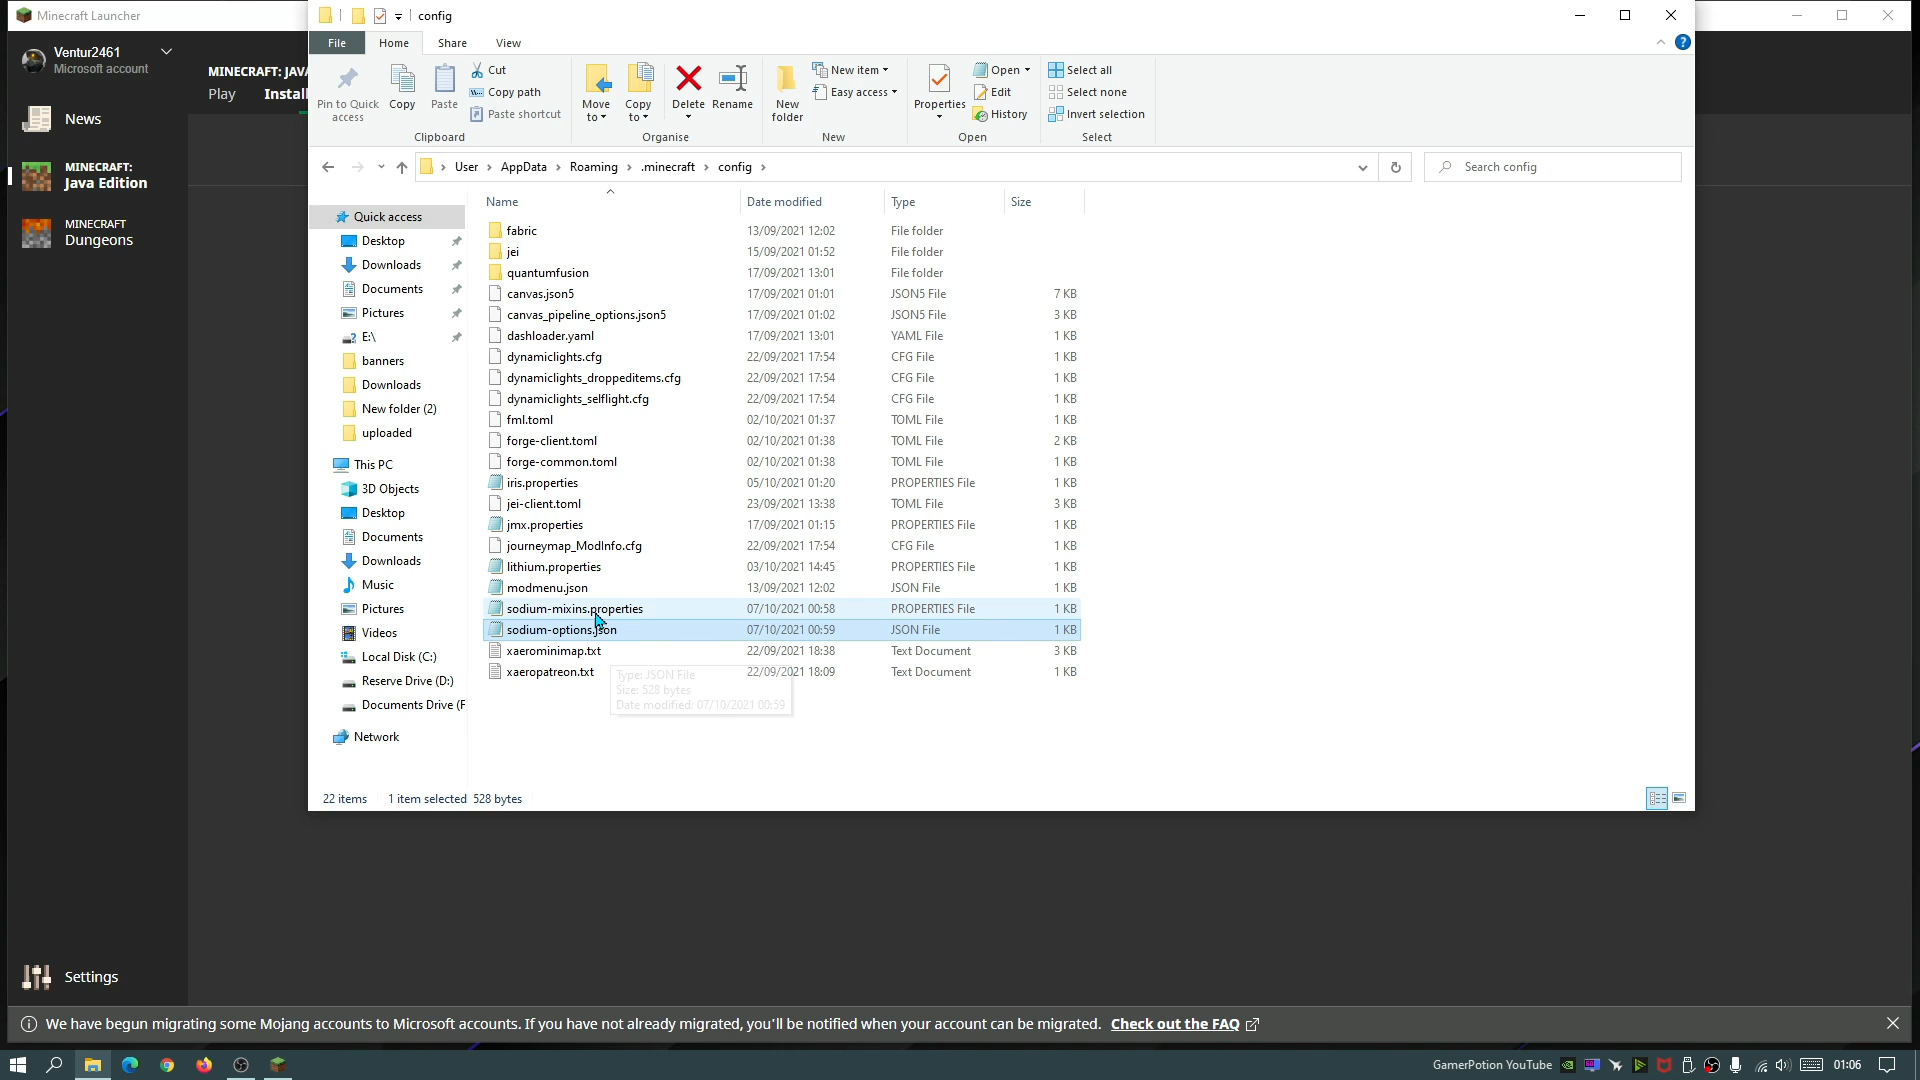 Minecraft Launcher
config
File
Home
Share
View
Ventur2461
Microsoft account
MINECRAFT: JAV
Play
Install
News
MINECRAFT:
Java Edition
MINECRAFT
Dungeons
Settings
Pin to Quick
access
Copy
Paste
Cut
Copy path
Paste shortcut
Clipboard
Move
to
Copy
to
Delete
Rename
Organise
New
folder
New item
Easy access
New
Properties
Open
Edit
History
Open
Select all
Select none
Invert selection
Select
User > AppData > Roaming > .minecraft > config >
Search config
Quick access
Desktop
Downloads
Documents
Pictures
E:\
banners
Downloads
New folder (2)
uploaded
This PC
3D Objects
Desktop
Documents
Downloads
Music
Pictures
Videos
Local Disk (C:)
Reserve Drive (D:)
Documents Drive (F
Network
Name Date modified Type Size
fabric 13/09/2021 12:02 File folder
jei 15/09/2021 01:52 File folder
quantumfusion 17/09/2021 13:01 File folder
canvas.json5 17/09/2021 01:01 JSON5 File 7 KB
canvas_pipeline_options.json5 17/09/2021 01:02 JSON5 File 3 KB
dashloader.yaml 17/09/2021 13:01 YAML File 1 KB
dynamiclights.cfg 22/09/2021 17:54 CFG File 1 KB
dynamiclights_droppeditems.cfg 22/09/2021 17:54 CFG File 1 KB
dynamiclights_selflight.cfg 22/09/2021 17:54 CFG File 1 KB
fml.toml 02/10/2021 01:37 TOML File 1 KB
forge-client.toml 02/10/2021 01:38 TOML File 2 KB
forge-common.toml 02/10/2021 01:38 TOML File 1 KB
iris.properties 05/10/2021 01:20 PROPERTIES File 1 KB
jei-client.toml 23/09/2021 13:38 TOML File 3 KB
jmx.properties 17/09/2021 01:15 PROPERTIES File 1 KB
journeymap_ModInfo.cfg 22/09/2021 17:54 CFG File 1 KB
lithium.properties 03/10/2021 14:45 PROPERTIES File 1 KB
modmenu.json 13/09/2021 12:02 JSON File 1 KB
sodium-mixins.properties 07/10/2021 00:58 PROPERTIES File 1 KB
sodium-options.json 07/10/2021 00:59 JSON File 1 KB
xaerominimap.txt 22/09/2021 18:38 Text Document 3 KB
xaeropatreon.txt 22/09/2021 18:09 Text Document 1 KB
Type: JSON File
Size: 528 bytes
Date modified: 07/10/2021 00:59
22 items 1 item selected 528 bytes
We have begun migrating some Mojang accounts to Microsoft accounts. If you have not already migrated, you'll be notified when your account can be migrated. Check out the FAQ
GamerPotion YouTube
01:06